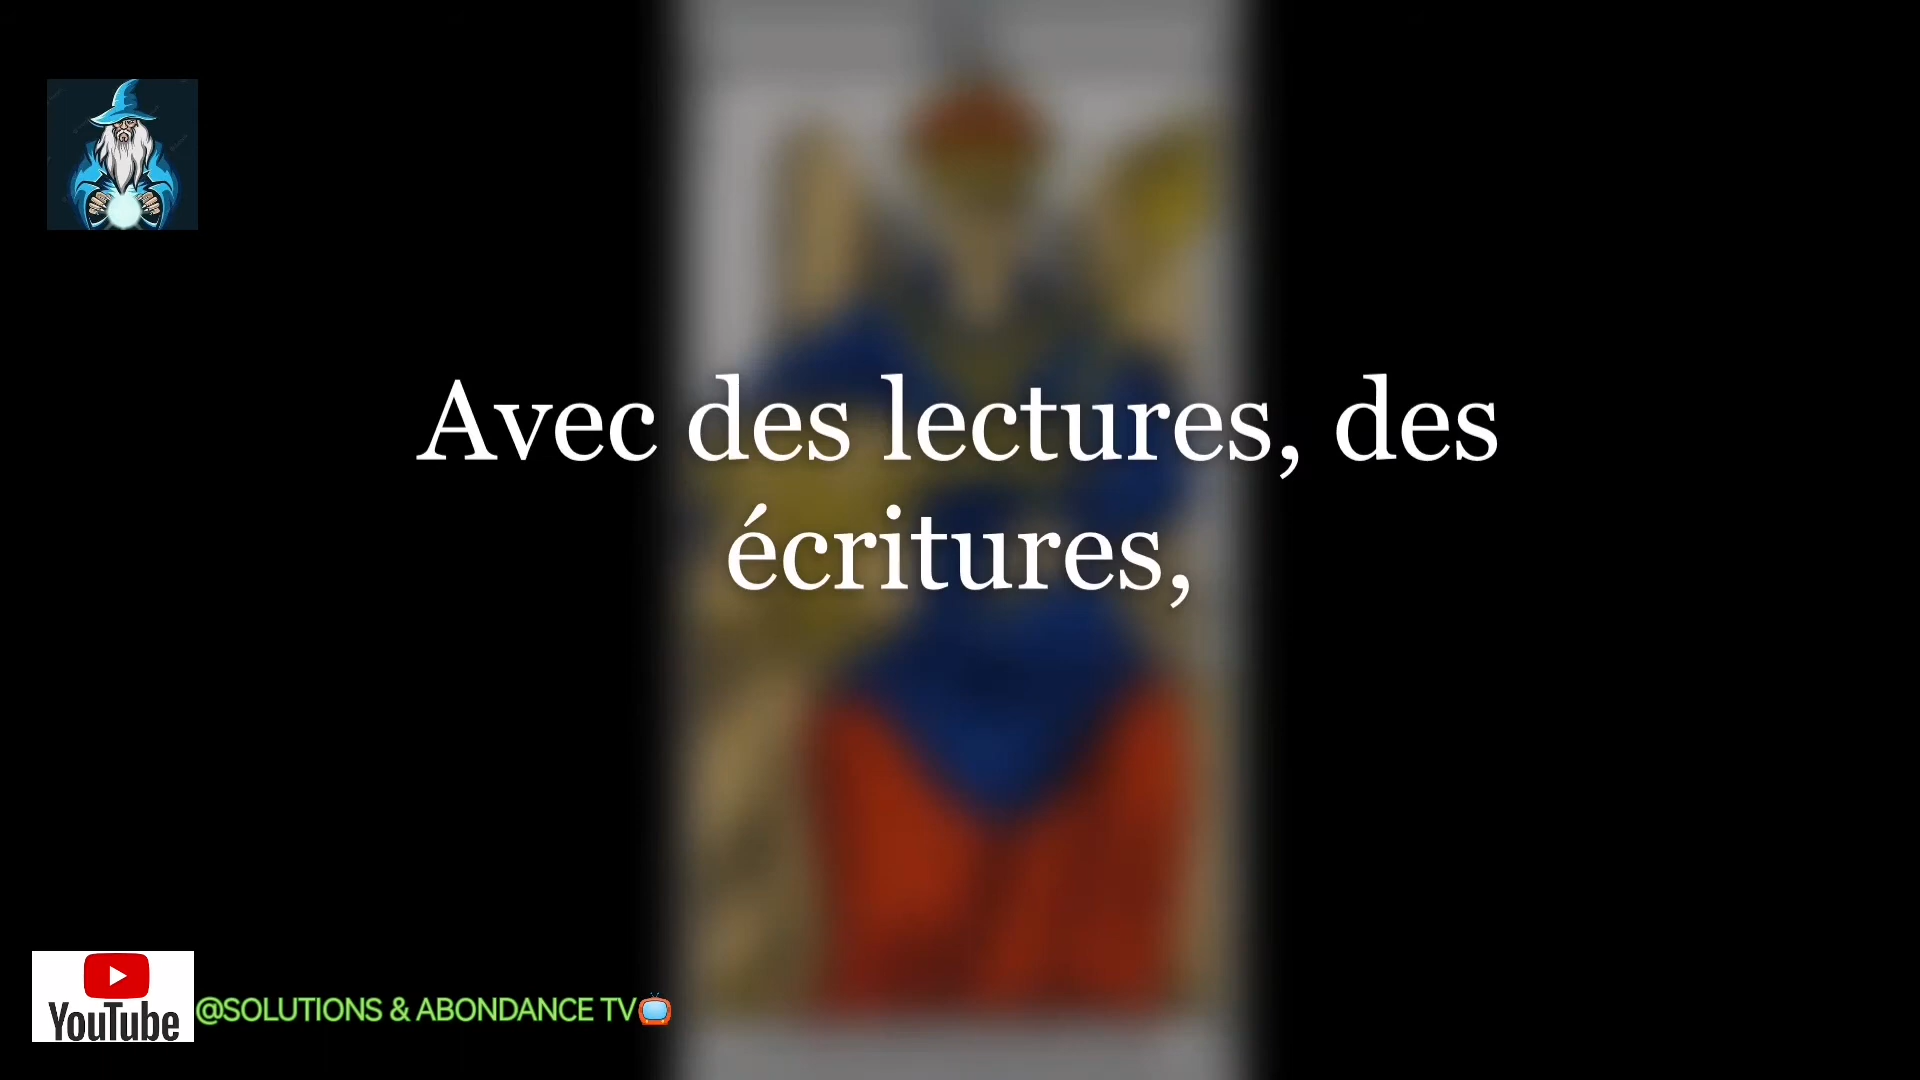 Avec des lectures, des
écritures,
YouTube
@SOLUTIONS & ABONDANCE TV📺